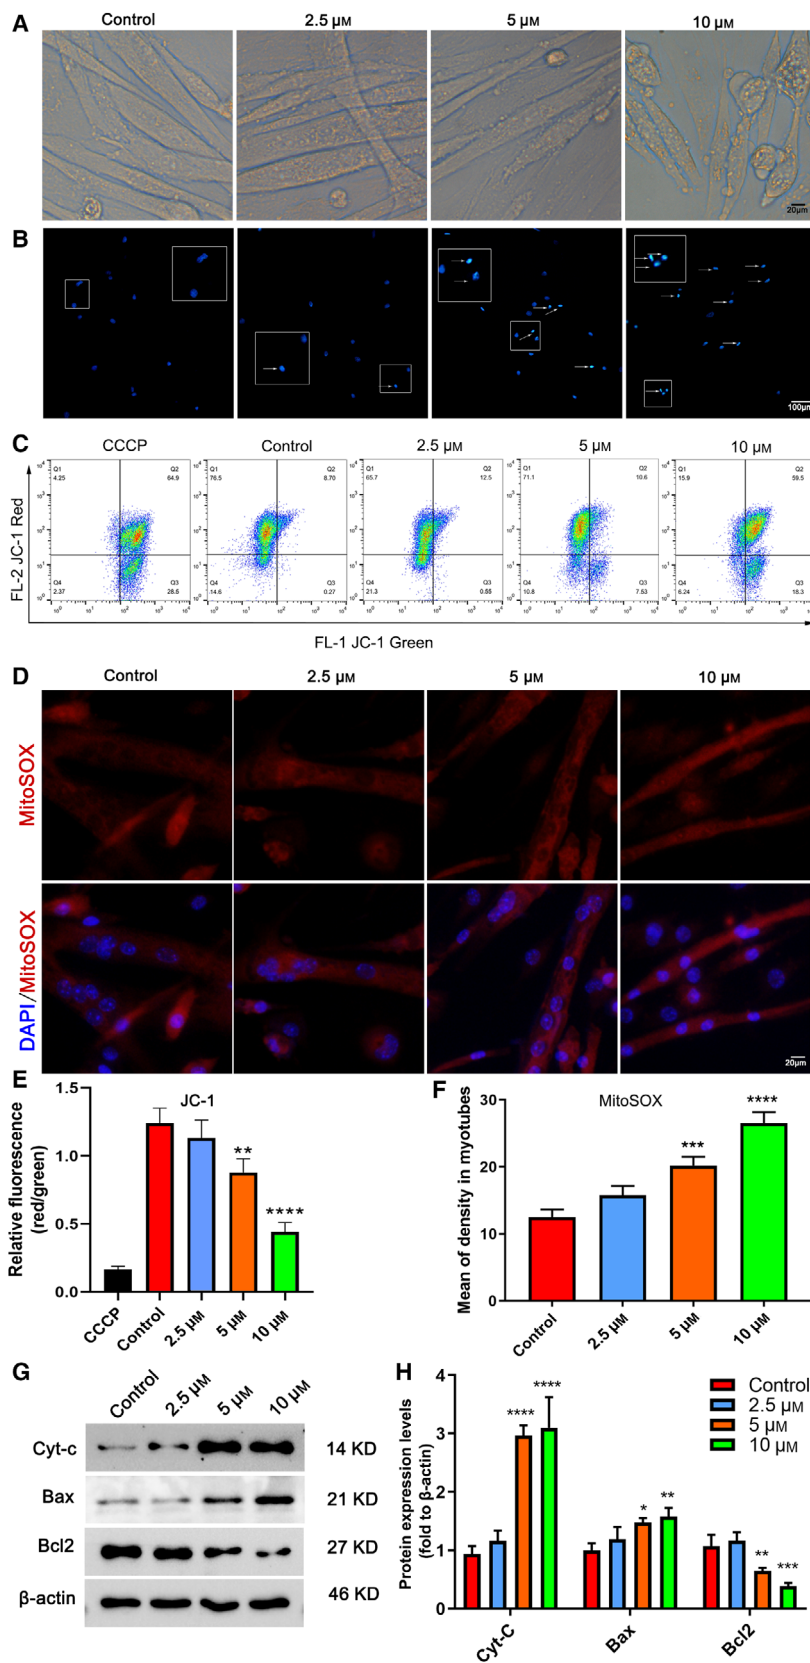 A
Control
2.5 μM
5 μM
10 μM
20μm
B
100μm
C
CCCP
Control
2.5 μM
5 μM
10 μM
FL-2 JC-1 Red
Q1
4.25
Q2
64.9
Q4
2.37
Q3
28.5
Q1
76.5
Q2
8.70
Q4
14.6
Q3
0.27
Q1
65.7
Q2
12.5
Q4
21.3
Q3
0.55
Q1
71.1
Q2
10.6
Q4
10.8
Q3
7.53
Q1
15.9
Q2
59.5
Q4
6.24
Q3
18.3
FL-1 JC-1 Green
D
Control
2.5 μM
5 μM
10 μM
MitoSOX
DAPI/MitoSOX
20μm
E
JC-1
Relative fluorescence
(red/green)
1.5
1.0
0.5
0.0
**
****
CCCP
Control
2.5 μM
5 μM
10 μM
F
MitoSOX
Mean of density in myotubes
30
20
10
0
***
****
Control
2.5 μM
5 μM
10 μM
G
Control
2.5 μM
5 μM
10 μM
Cyt-c
14 KD
Bax
21 KD
Bcl2
27 KD
β-actin
46 KD
H
Protein expression levels
(fold to β-actin)
4
3
2
1
0
****
****
*
**
**
***
Control
2.5 μM
5 μM
10 μM
Cyt-C
Bax
Bcl2